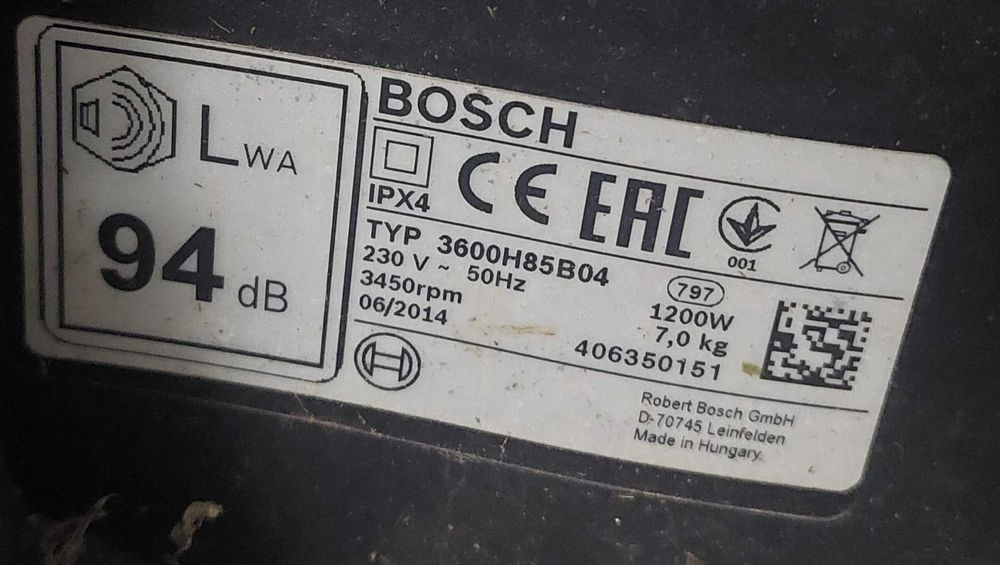 LWA
94 dB
BOSCH
IPX4
CE EAC
001
TYP 3600H85B04
797
230 V ~ 50Hz
1200W
3450rpm
7,0 kg
06/2014
406350151
Robert Bosch GmbH
D-70745 Leinfelden
Made in Hungary